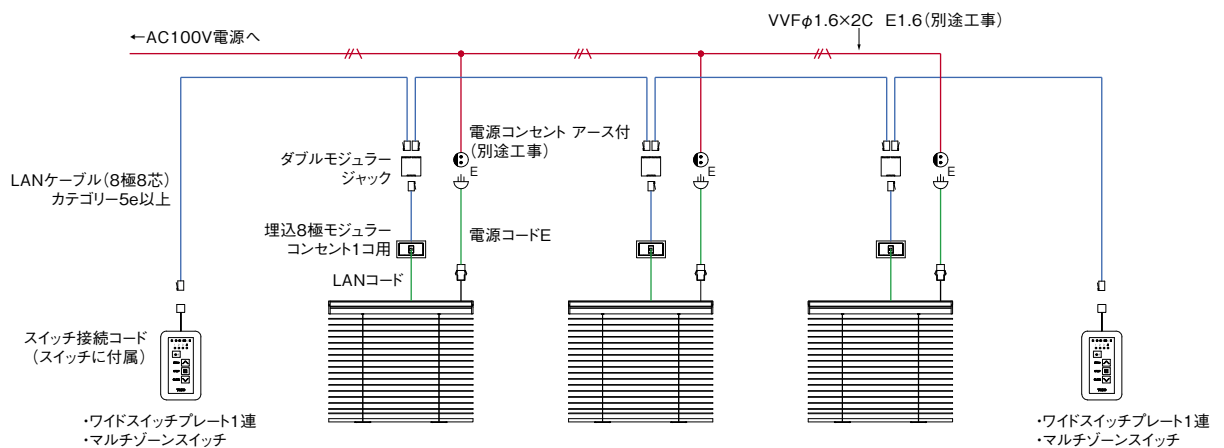 VVFφ1.6×2C E1.6(別途工事)
←AC100V電源へ
電源コンセント アース付
(別途工事)
ダブルモジュラー
ジャック
E
E
E
LANケーブル(8極8芯)
カテゴリー5e以上
埋込8極モジュラー
コンセント1コ用
電源コードE
LANコード
スイッチ接続コード
(スイッチに付属)
・ワイドスイッチプレート1連
・マルチゾーンスイッチ
・ワイドスイッチプレート1連
・マルチゾーンスイッチ